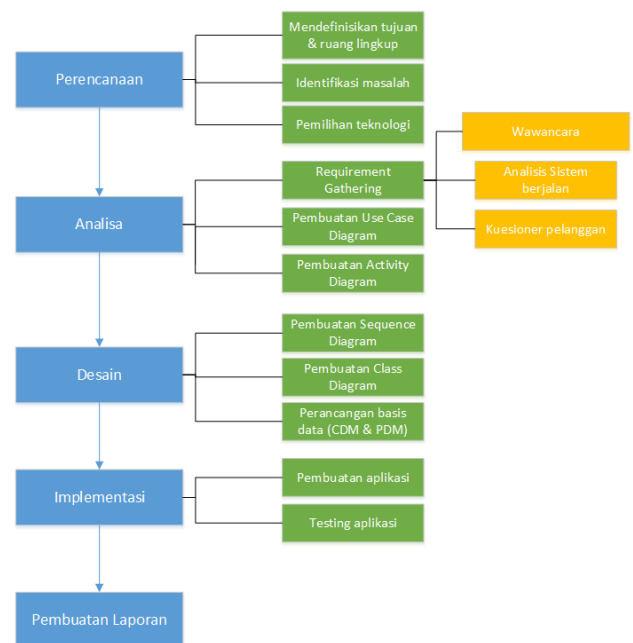 Perencanaan
Mendefinisikan tujuan
& ruang lingkup
Identifikasi masalah
Pemilihan teknologi
Analisa
Requirement
Gathering
Wawancara
Analisis Sistem
berjalan
Kuesioner pelanggan
Pembuatan Use Case
Diagram
Pembuatan Activity
Diagram
Desain
Pembuatan Sequence
Diagram
Pembuatan Class
Diagram
Perancangan basis
data (CDM & PDM)
Implementasi
Pembuatan aplikasi
Testing aplikasi
Pembuatan Laporan